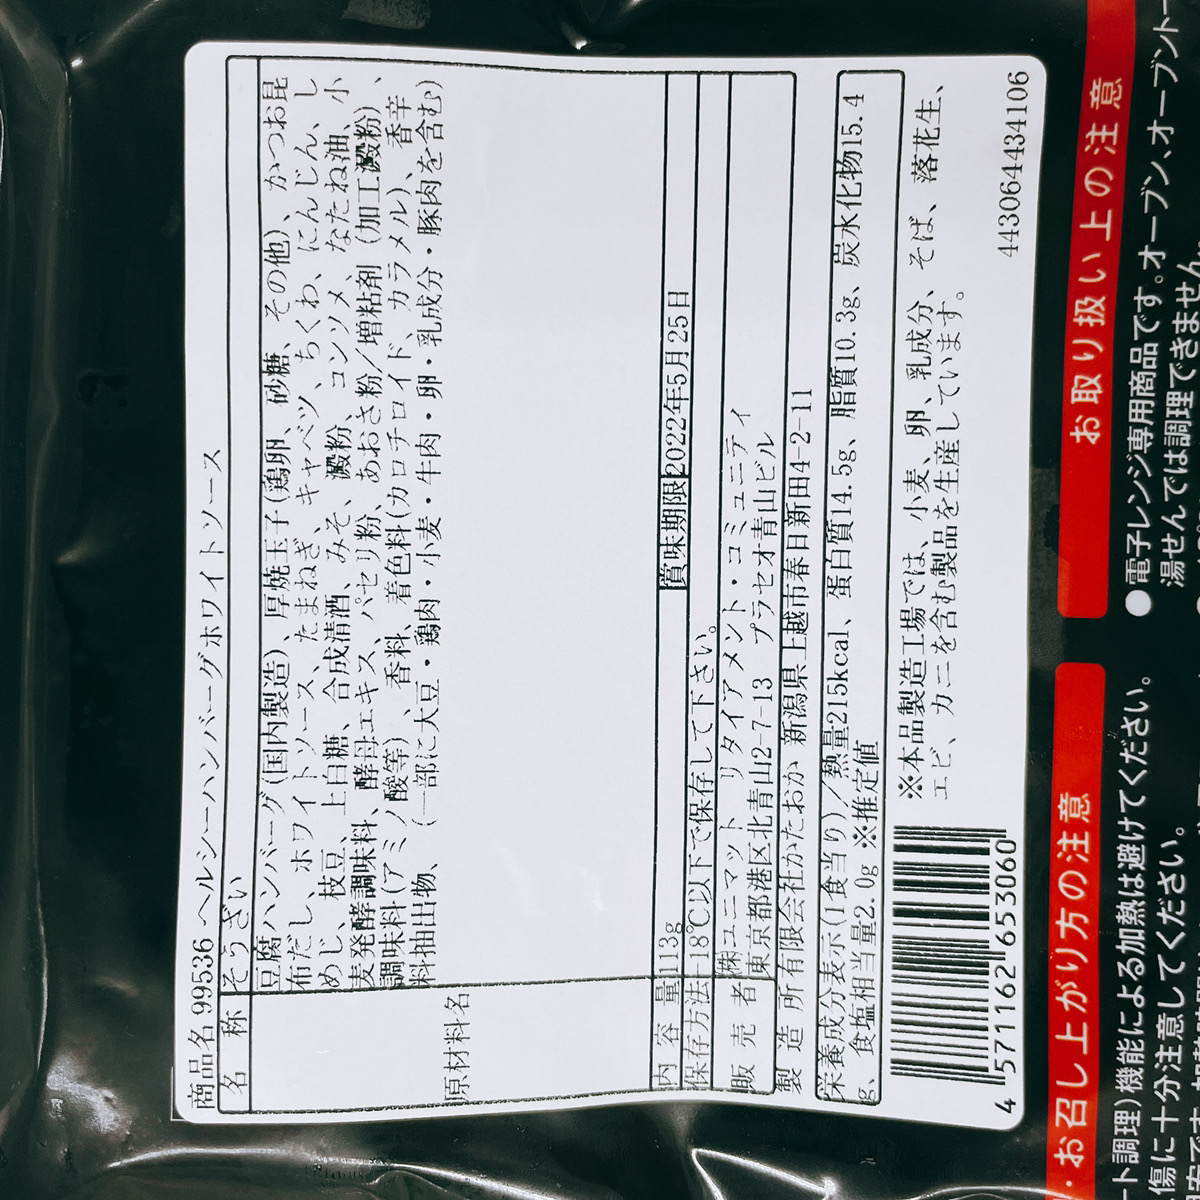 商品名 99536 ヘルシーハンバーグホワイトソース
名称 そうざい
原材料名
豆腐ハンバーグ(国内製造)、厚焼玉子(鶏卵、砂糖、その他)、かつお昆
布だし、ホワイトソース、たまねぎ、キャベツ、ちくわ、にんじん、し
めじ、枝豆、上白糖、合成清酒、みそ、澱粉、コンソメ、なたね油、小
麦発酵調味料、酵母エキス、パセリ粉、あおさ粉/増粘剤(加工澱粉)、
調味料(アミノ酸等)、香料、着色料(カロチロイド、カラメル)、香辛
料抽出物、(一部に大豆・鶏肉・小麦・牛肉・卵・乳成分・豚肉を含む)
内容量 113g 賞味期限 2022年5月25日
保存方法 -18℃以下で保存して下さい。
販売者 ㈱ユニマット リタイアメント・コミュニティ
東京都港区北青山2-7-13 プラセオ青山ビル
製造所 有限会社かたおか 新潟県上越市春日新田4-2-11
栄養成分表示(1食当り)/熱量215kcal、蛋白質14.5g、脂質10.3g、炭水化物15.4
g、食塩相当量2.0g ※推定値
※本品製造工場では、小麦、卵、乳成分、そば、落花生、
エビ、カニを含む製品を生産しています。
4 571162 653060
443064434106
・お召し上がり方の注意
ート調理)機能による加熱は避けてください。
傷に十分注意してください。
お取り扱い上の注意
●電子レンジ専用商品です。オーブン、オーブントー
湯せんでは調理できません。